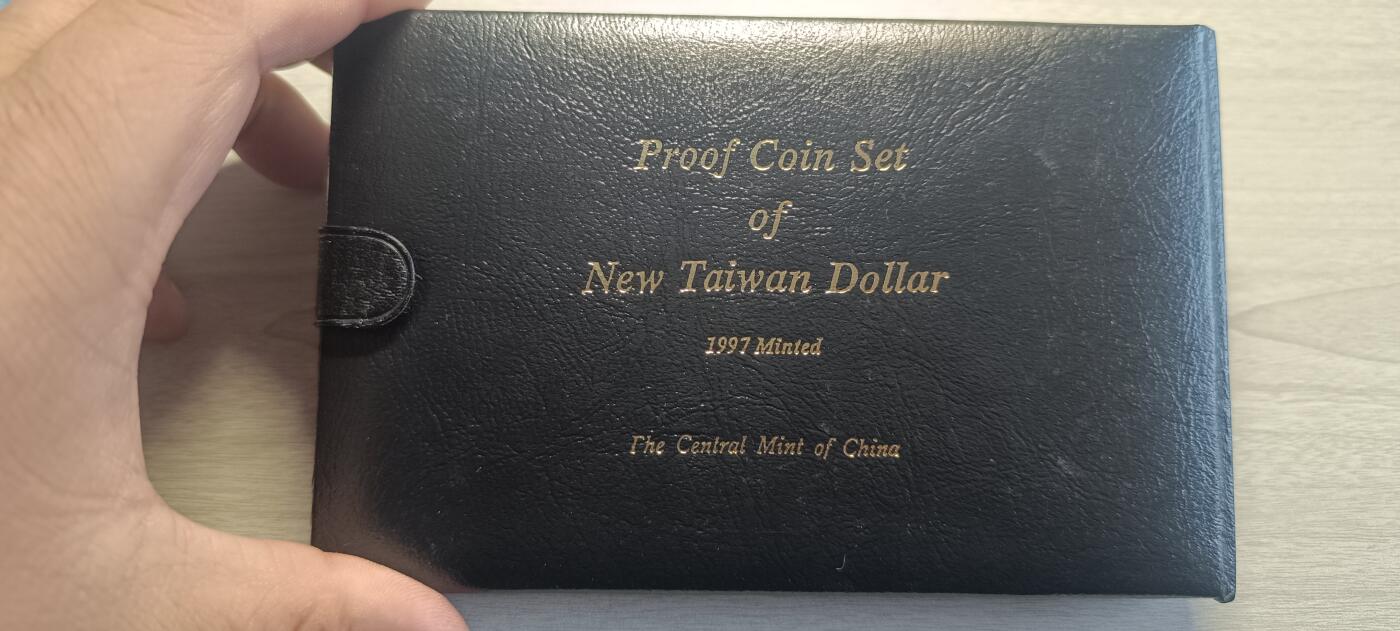 Proof Coin Set
of
New Taiwan Dollar
1997 Minted
The Central Mint of China